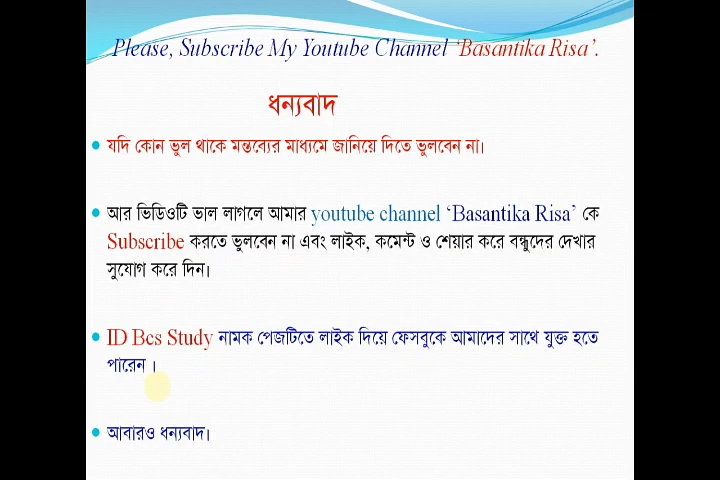 Please, Subscribe My Youtube Channel ‘Basantika Risa’.
ধন্যবাদ
যদি কোন ভুল থাকে মন্তব্যের মাধ্যমে জানিয়ে দিতে ভুলবেন না।
আর ভিডিওটি ভাল লাগলে আমার youtube channel ‘Basantika Risa’ কে
Subscribe করতে ভুলবেন না এবং লাইক, কমেন্ট ও শেয়ার করে বন্ধুদের দেখার
সুযোগ করে দিন।
ID Bcs Study নামক পেজটিতে লাইক দিয়ে ফেসবুকে আমাদের সাথে যুক্ত হতে
পারেন ।
আবারও ধন্যবাদ।